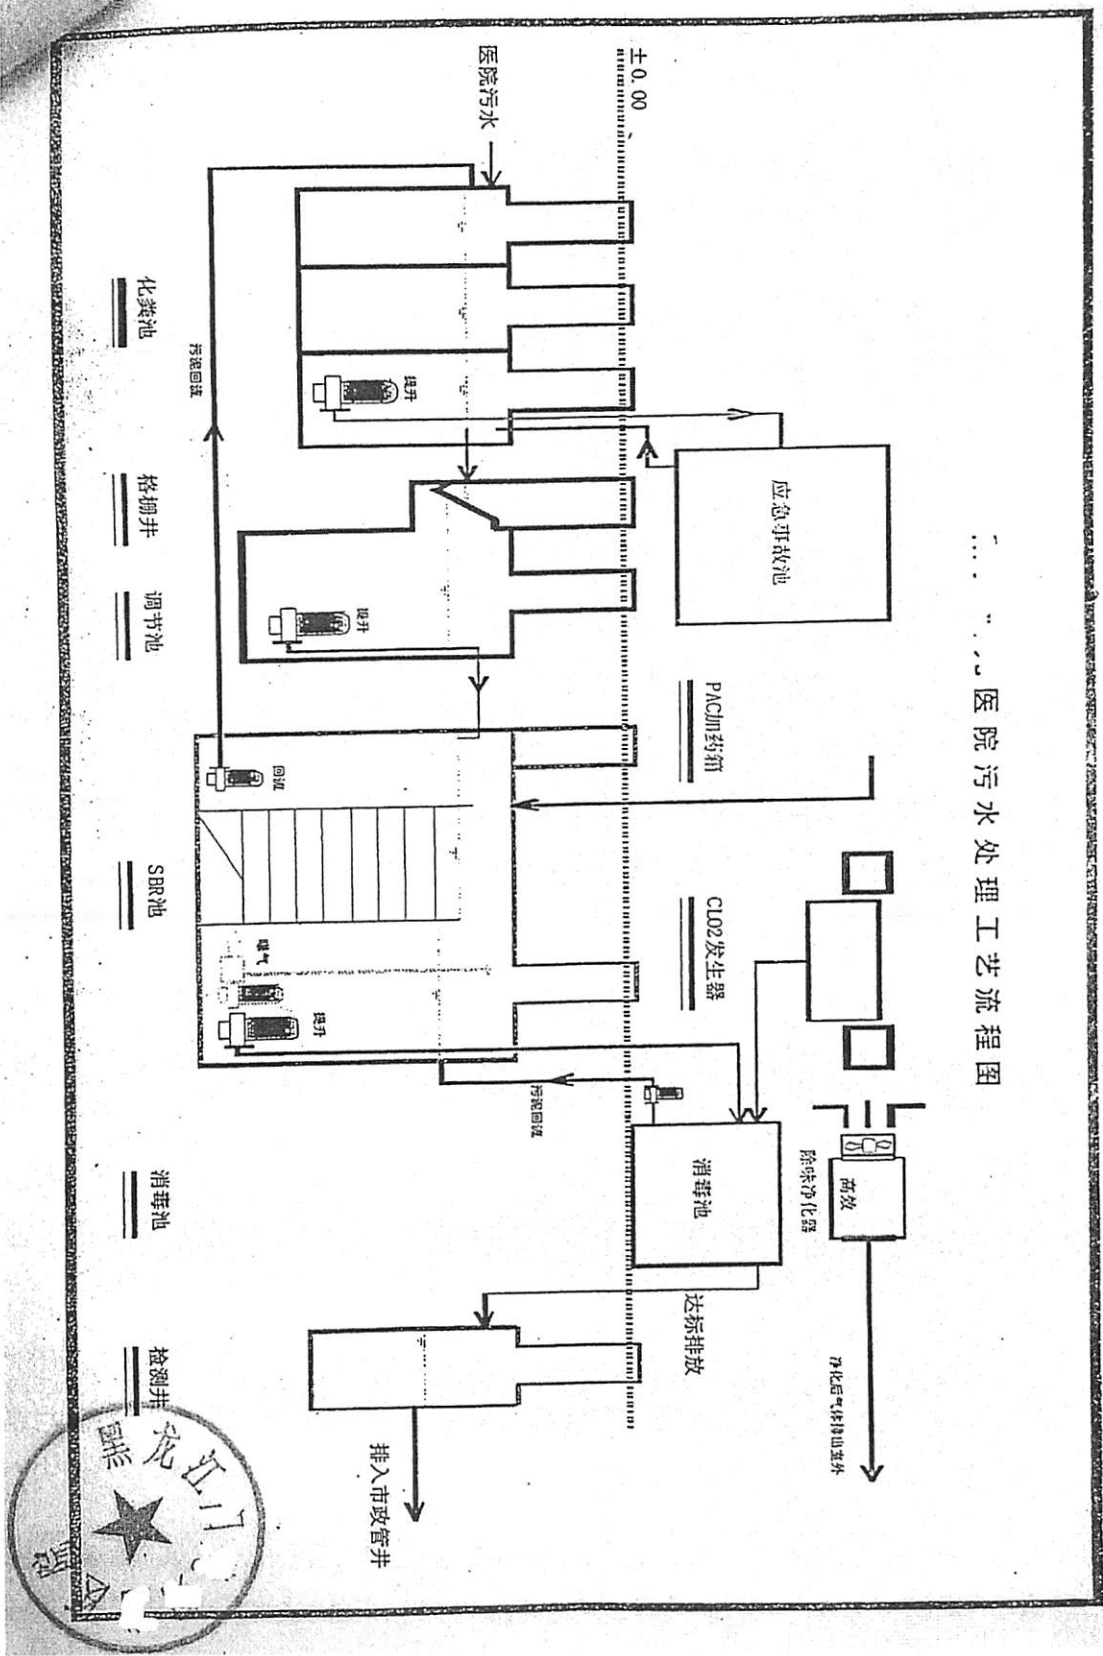 医院污水处理工艺流程图
±0.00
医院污水
应急事故池
PAC加药箱
CLO2发生器
高效
除味净化器
净化后气体排出室外
提升
提升
回流
曝气
提升
污泥回流
污泥回流
消毒池
达标排放
排入市政管井
化粪池
格栅井
调节池
SBR池
消毒池
检测井
龙江